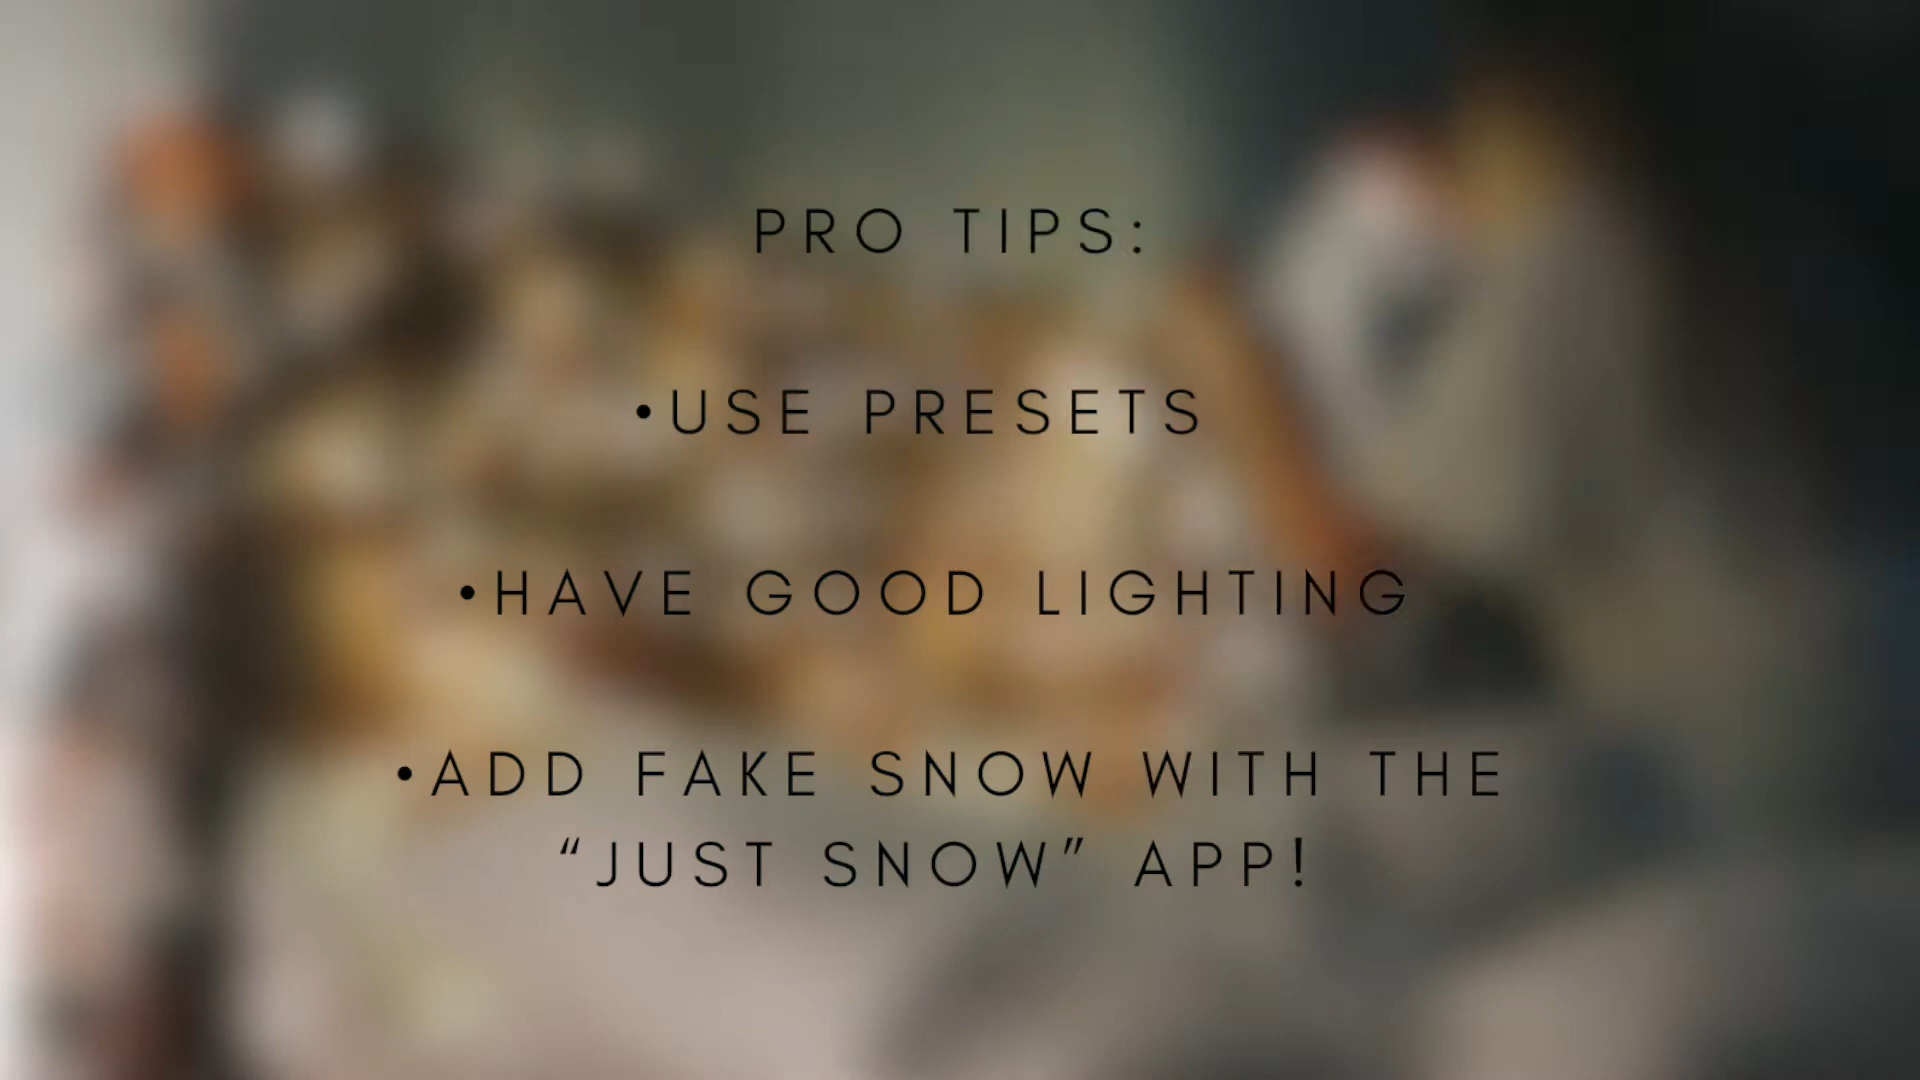 PRO TIPS:
•USE PRESETS
•HAVE GOOD LIGHTING
•ADD FAKE SNOW WITH THE
“JUST SNOW” APP!